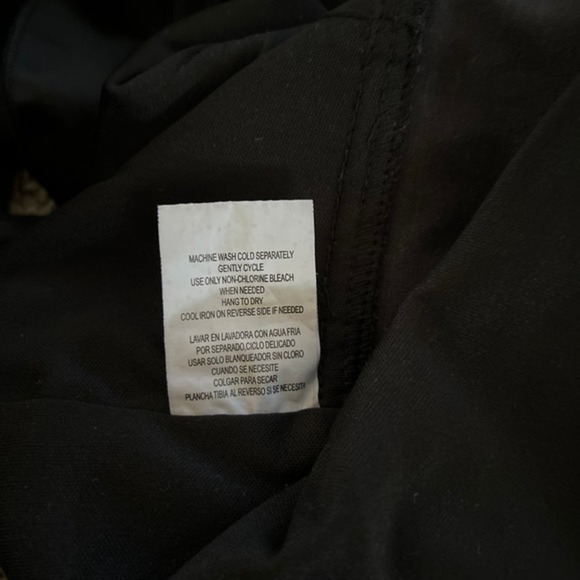 MACHINE WASH COLD SEPARATELY
GENTLY CYCLE
USE ONLY NON-CHLORINE BLEACH
WHEN NEEDED
HANG TO DRY
COOL IRON ON REVERSE SIDE IF NEEDED
LAVAR EN LAVADORA CON AGUA FRIA
POR SEPARADO,CICLO DELICADO
USAR SOLO BLANQUEADOR SIN CLORO
CUANDO SE NECESITE
COLGAR PARA SECAR
PLANCHA TIBIA AL REVERSO SI SE NECESITE